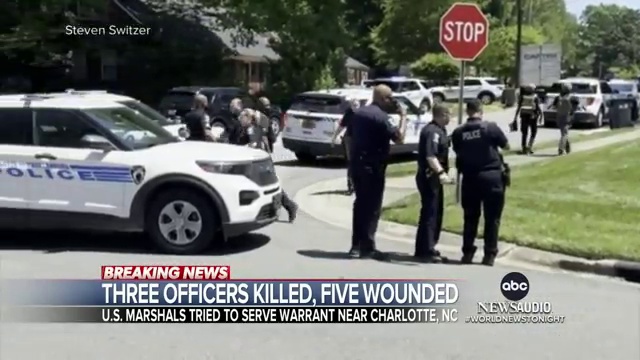 Steven Switzer
STOP
POLICE
POLICE
BREAKING NEWS
THREE OFFICERS KILLED, FIVE WOUNDED
U.S. MARSHALS TRIED TO SERVE WARRANT NEAR CHARLOTTE, NC
abc
NEWSAUDIO
#WORLDNEWSTONIGHT